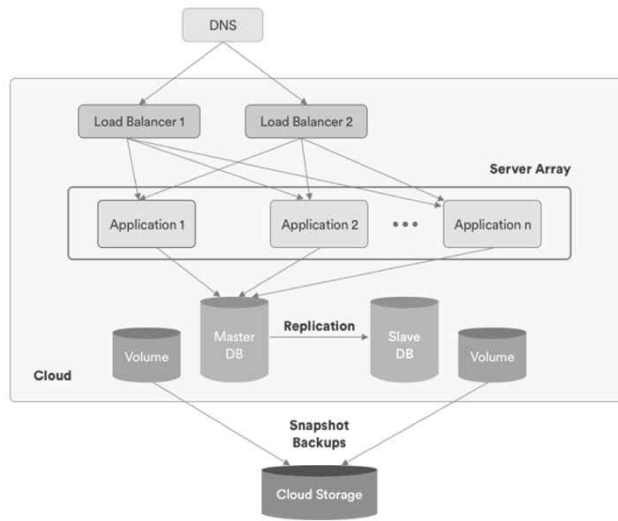 DNS
Load Balancer 1
Load Balancer 2
Server Array
Application 1
Application 2
•••
Application n
Master
DB
Replication
Slave
DB
Volume
Volume
Cloud
Snapshot
Backups
Cloud Storage